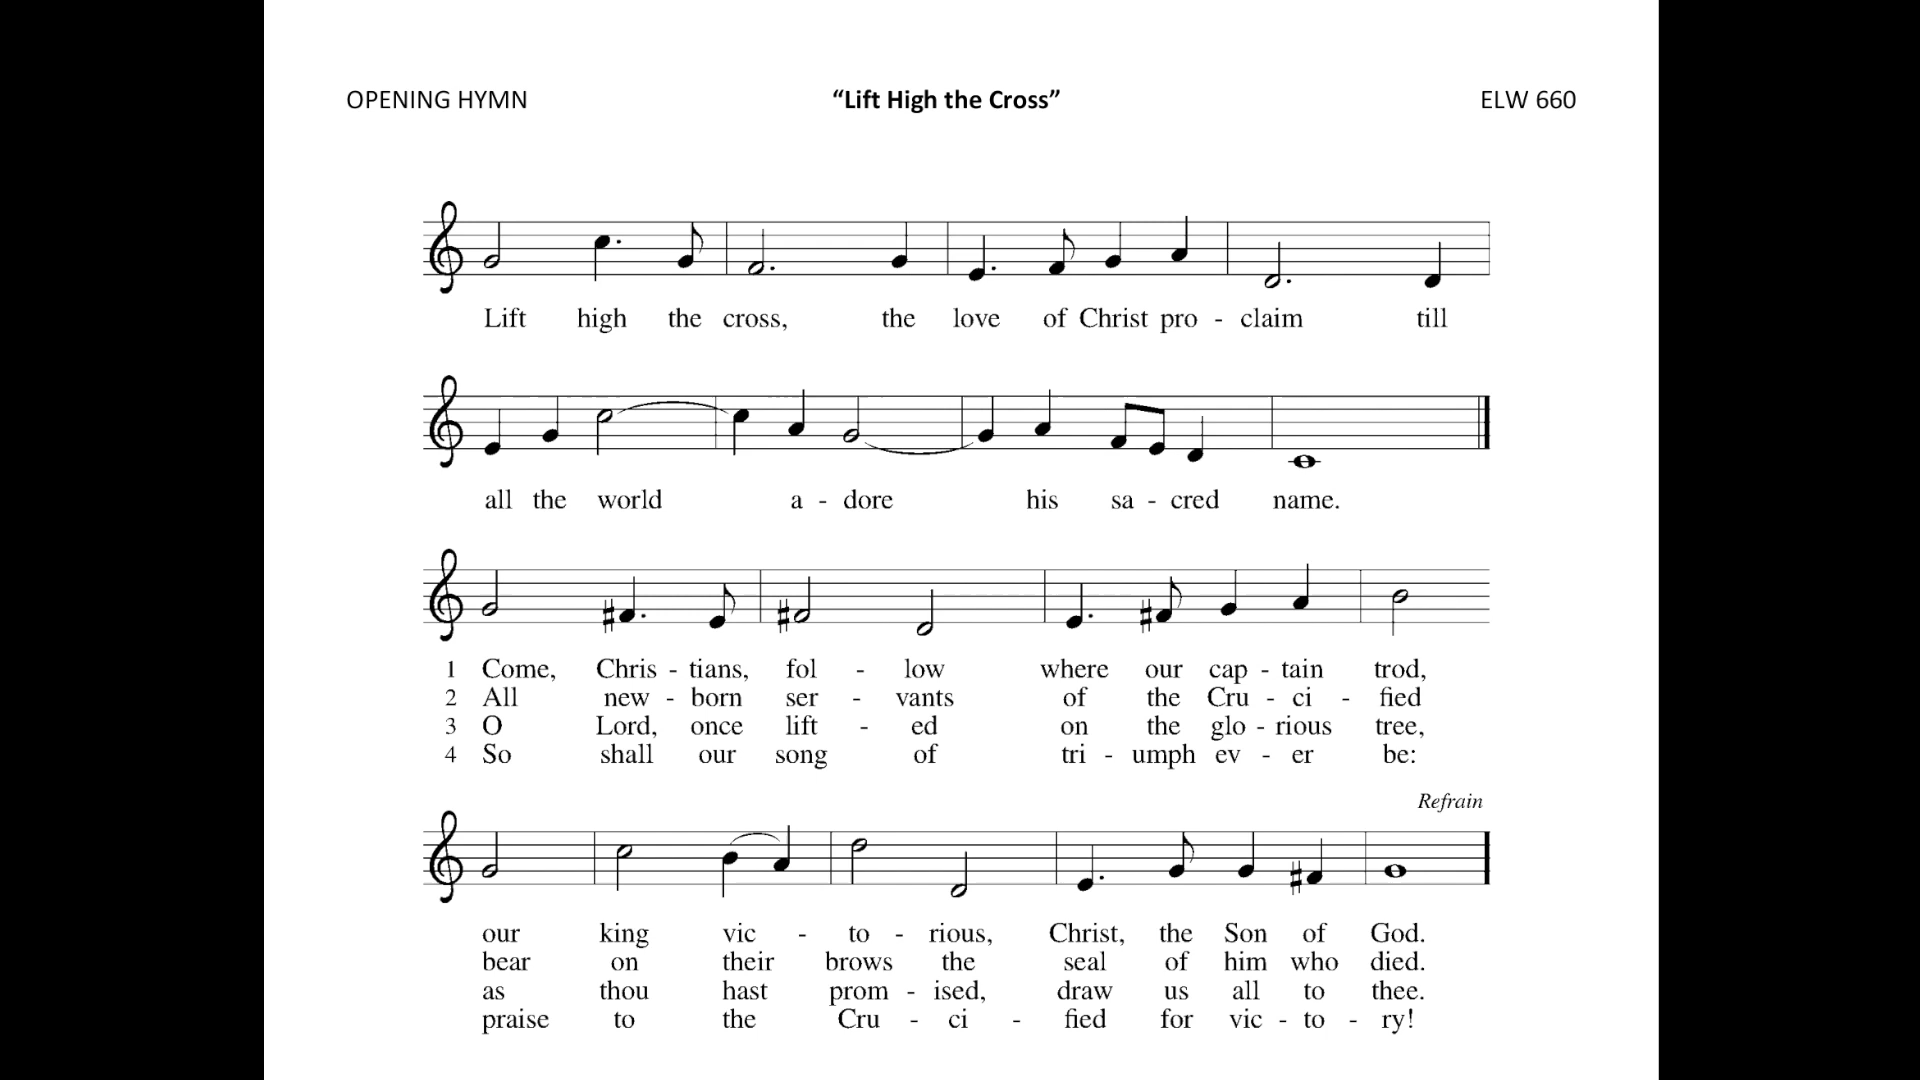 OPENING HYMN “Lift High the Cross” ELW 660
Lift high the cross, the love of Christ pro - claim till
all the world a - dore his sa - cred name.
1 Come, Chris - tians, fol - low where our cap - tain trod,
2 All new - born ser - vants of the Cru - ci - fied
3 O Lord, once lift - ed on the glo - rious tree,
4 So shall our song of tri - umph ev - er be:
Refrain
our king vic - to - rious, Christ, the Son of God.
bear on their brows the seal of him who died.
as thou hast prom - ised, draw us all to thee.
praise to the Cru - ci - fied for vic - to - ry!